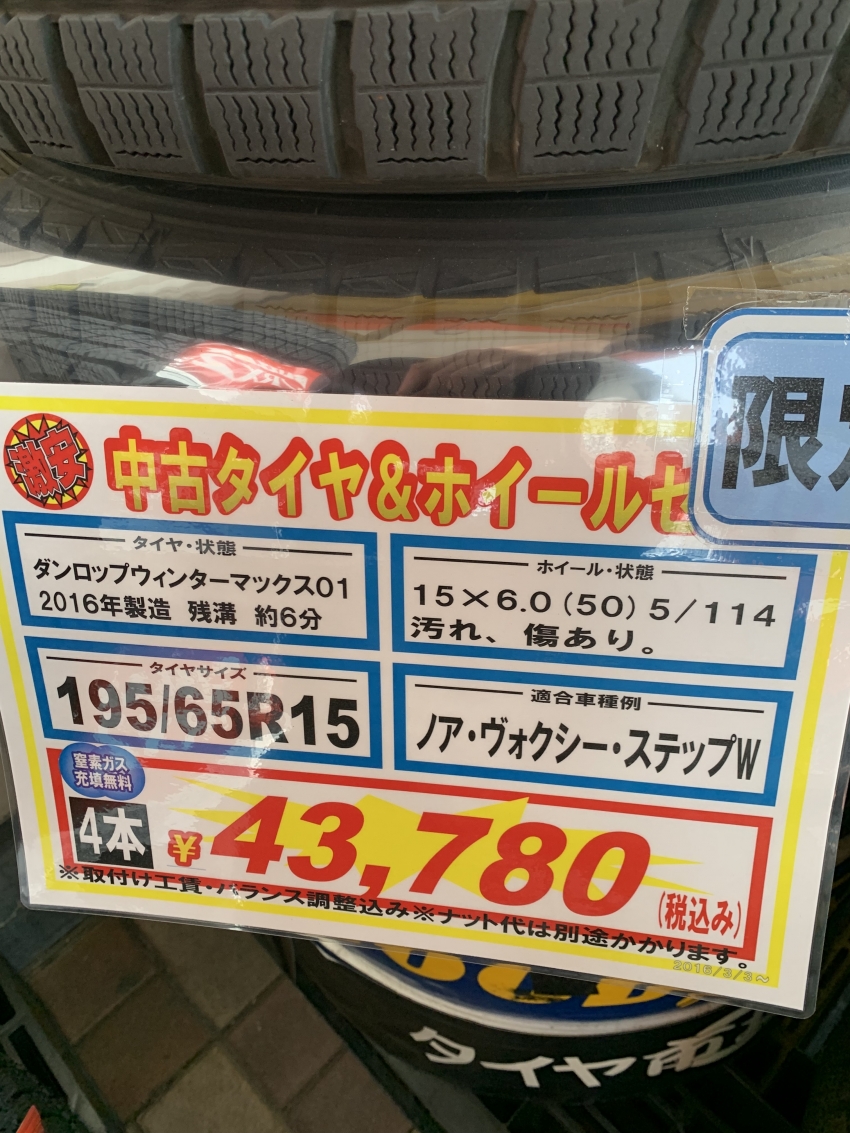 限
激安
中古タイヤ&ホイールセ
タイヤ・状態
ダンロップウィンターマックス01
2016年製造 残溝 約6分
ホイール・状態
15×6.0(50)5/114
汚れ、傷あり。
タイヤサイズ
195/65R15
適合車種例
ノア・ヴォクシー・ステップW
窒素ガス
充填無料
4本 ¥43,780(税込み)
※取付け工賃・バランス調整込み※ナット代は別途かかります。
2016/3/3～
タイヤ